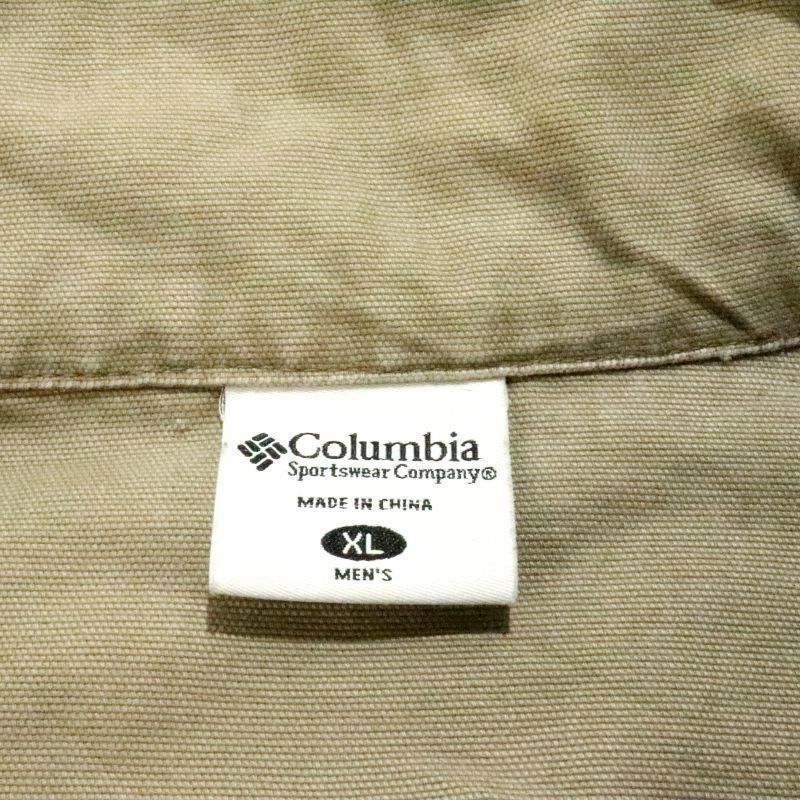 Columbia
Sportswear Company®
MADE IN CHINA
XL
MEN'S